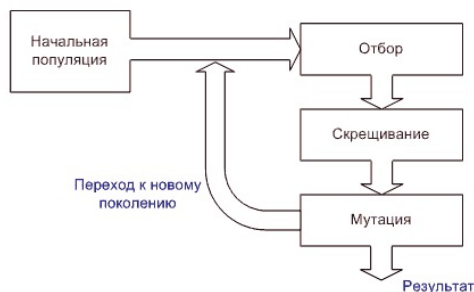 Начальная
популяция
Отбор
Скрещивание
Переход к новому
поколению
Мутация
Результат